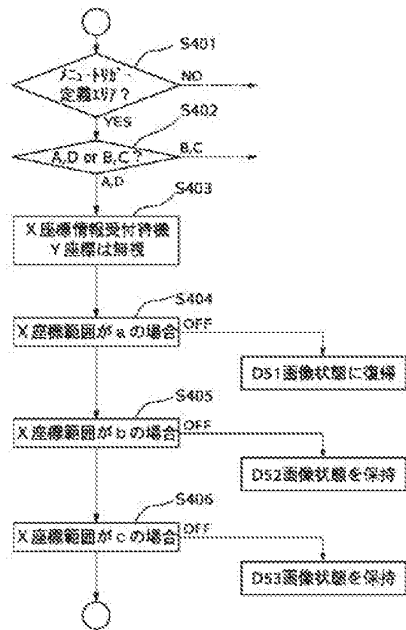 S401
メニュートリガー
定義エリア?
NO
YES
S402
A,D or B,C?
B,C
A,D
S403
X座標情報受付待機
Y座標は無視
S404
X座標範囲がaの場合
OFF
DS1画像状態に復帰
S405
X座標範囲がbの場合
OFF
DS2画像状態を保持
S406
X座標範囲がcの場合
OFF
DS3画像状態を保持